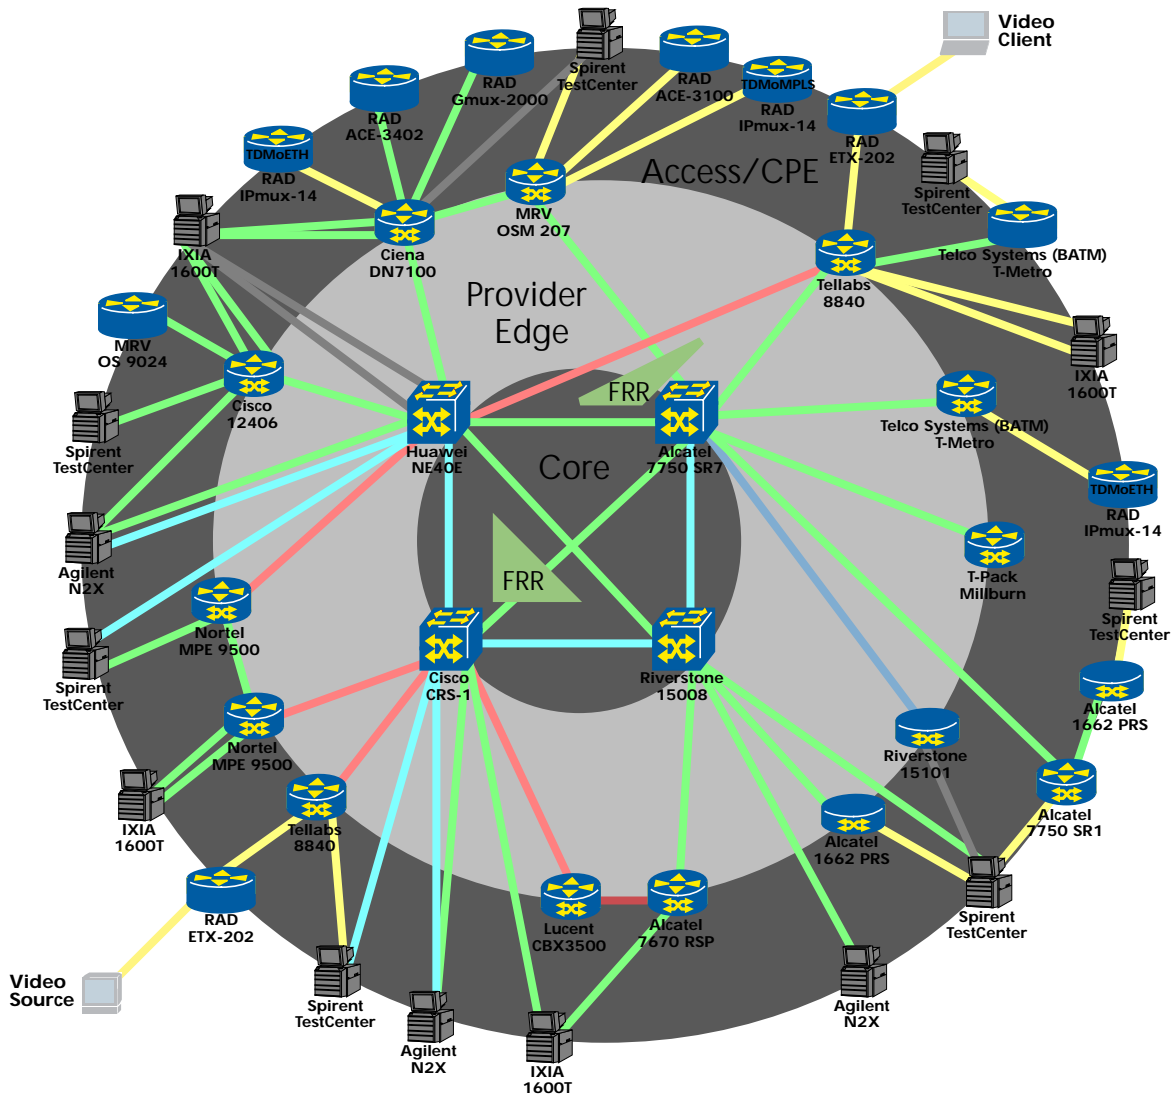 Video
Client
Spirent
TestCenter
RAD
Gmux-2000
RAD
ACE-3100
TDMoMPLS
RAD
IPmux-14
RAD
ACE-3402
RAD
ETX-202
TDMoETH
RAD
IPmux-14
Access/CPE
Spirent
TestCenter
MRV
OSM 207
IXIA
1600T
Ciena
DN7100
Telco Systems (BATM)
T-Metro
Tellabs
8840
Provider
Edge
MRV
OS 9024
IXIA
1600T
FRR
Cisco
12406
Spirent
TestCenter
Telco Systems (BATM)
T-Metro
Huawei
NE40E
Alcatel
7750 SR7
Core
TDMoETH
RAD
IPmux-14
Agilent
N2X
FRR
T-Pack
Millburn
Spirent
TestCenter
Nortel
MPE 9500
Spirent
TestCenter
Cisco
CRS-1
Riverstone
15008
Alcatel
1662 PRS
Nortel
MPE 9500
Riverstone
15101
IXIA
1600T
Tellabs
8840
Alcatel
7750 SR1
Alcatel
1662 PRS
RAD
ETX-202
Lucent
CBX3500
Alcatel
7670 RSP
Spirent
TestCenter
Video
Source
Spirent
TestCenter
Agilent
N2X
Agilent
N2X
IXIA
1600T